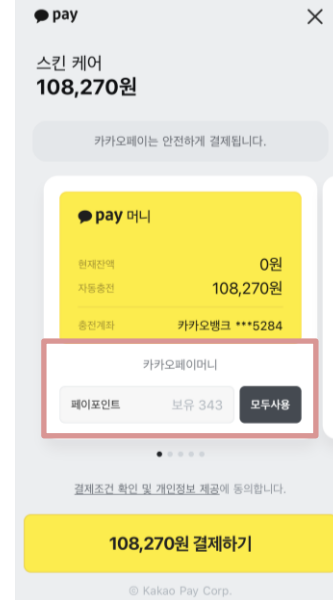 pay
스킨 케어
108,270원
카카오페이는 안전하게 결제됩니다.
pay 머니
현재잔액 0원
자동충전 108,270원
충전계좌 카카오뱅크 ***5284
카카오페이머니
페이포인트 보유 343 모두사용
결제조건 확인 및 개인정보 제공에 동의합니다.
108,270원 결제하기
© Kakao Pay Corp.